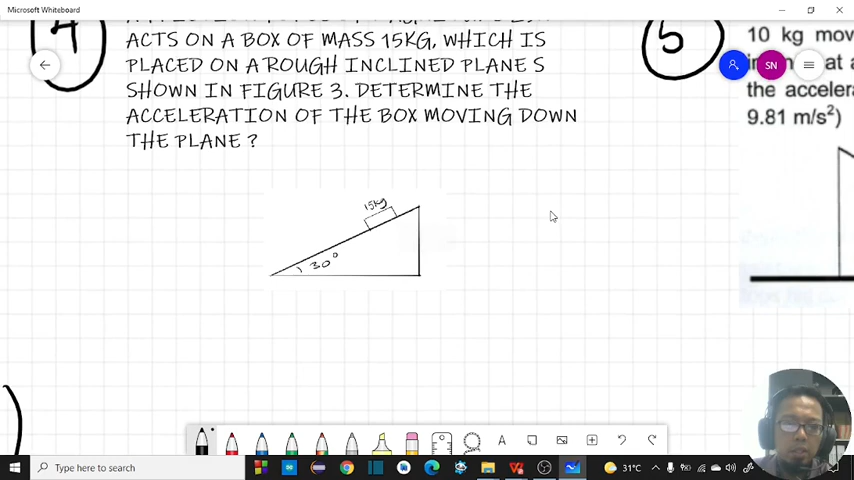 Microsoft Whiteboard
4
ACTS ON A BOX OF MASS 15KG, WHICH IS
PLACED ON A ROUGH INCLINED PLANE S
SHOWN IN FIGURE 3. DETERMINE THE
ACCELERATION OF THE BOX MOVING DOWN
THE PLANE ?
15kg
30°
5
10 kg mov
at a
the accelera
9.81 m/s²)
SN
A
Type here to search
31°C